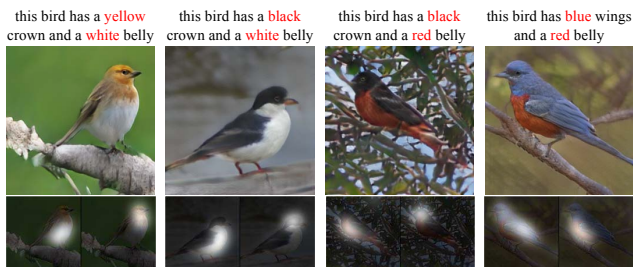 this bird has a yellow
crown and a white belly
this bird has a black
crown and a white belly
this bird has a black
crown and a red belly
this bird has blue wings
and a red belly